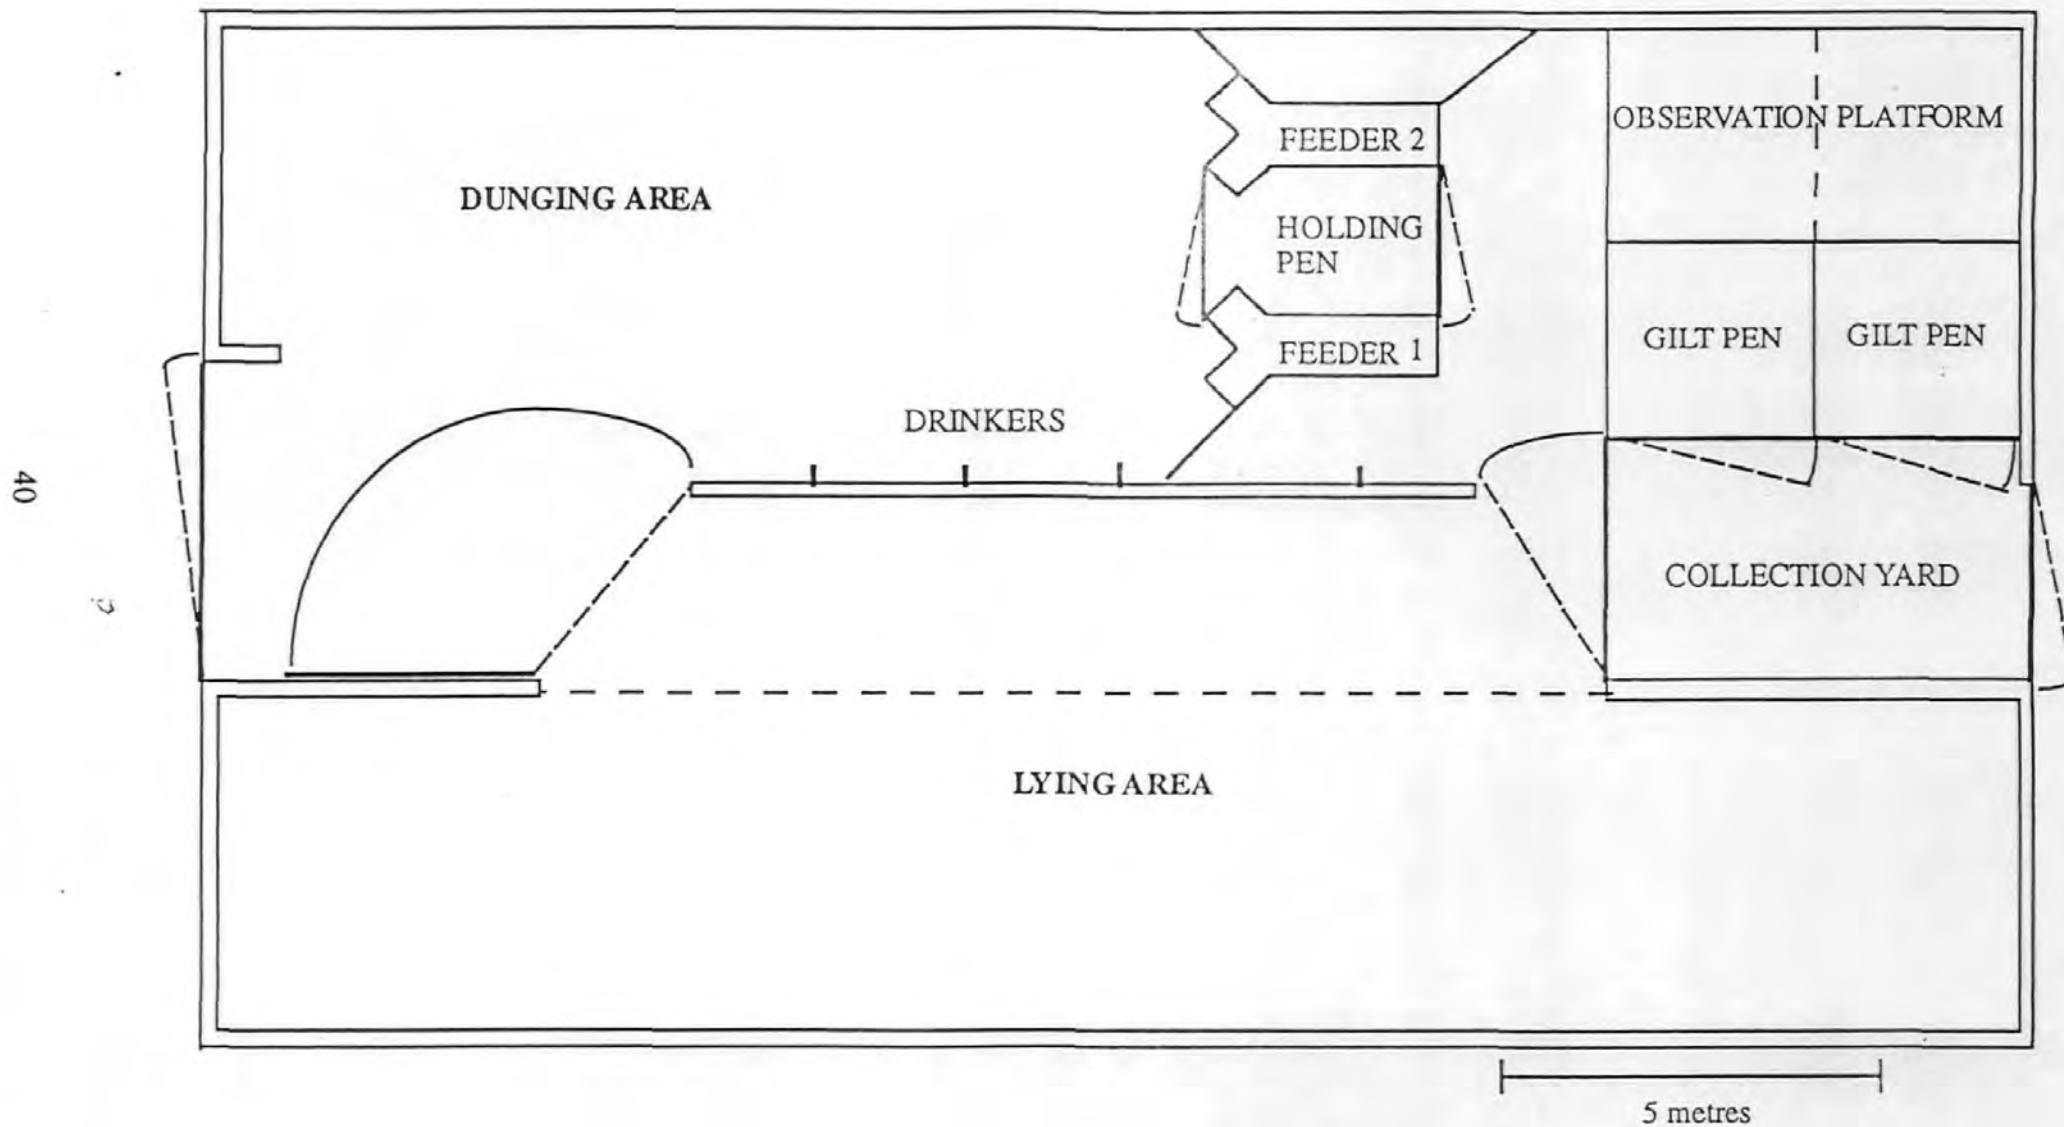 OBSERVATION PLATFORM
FEEDER 2
DUNGING AREA
HOLDING
PEN
GILT PEN
GILT PEN
FEEDER 1
DRINKERS
40
COLLECTION YARD
LYING AREA
5 metres